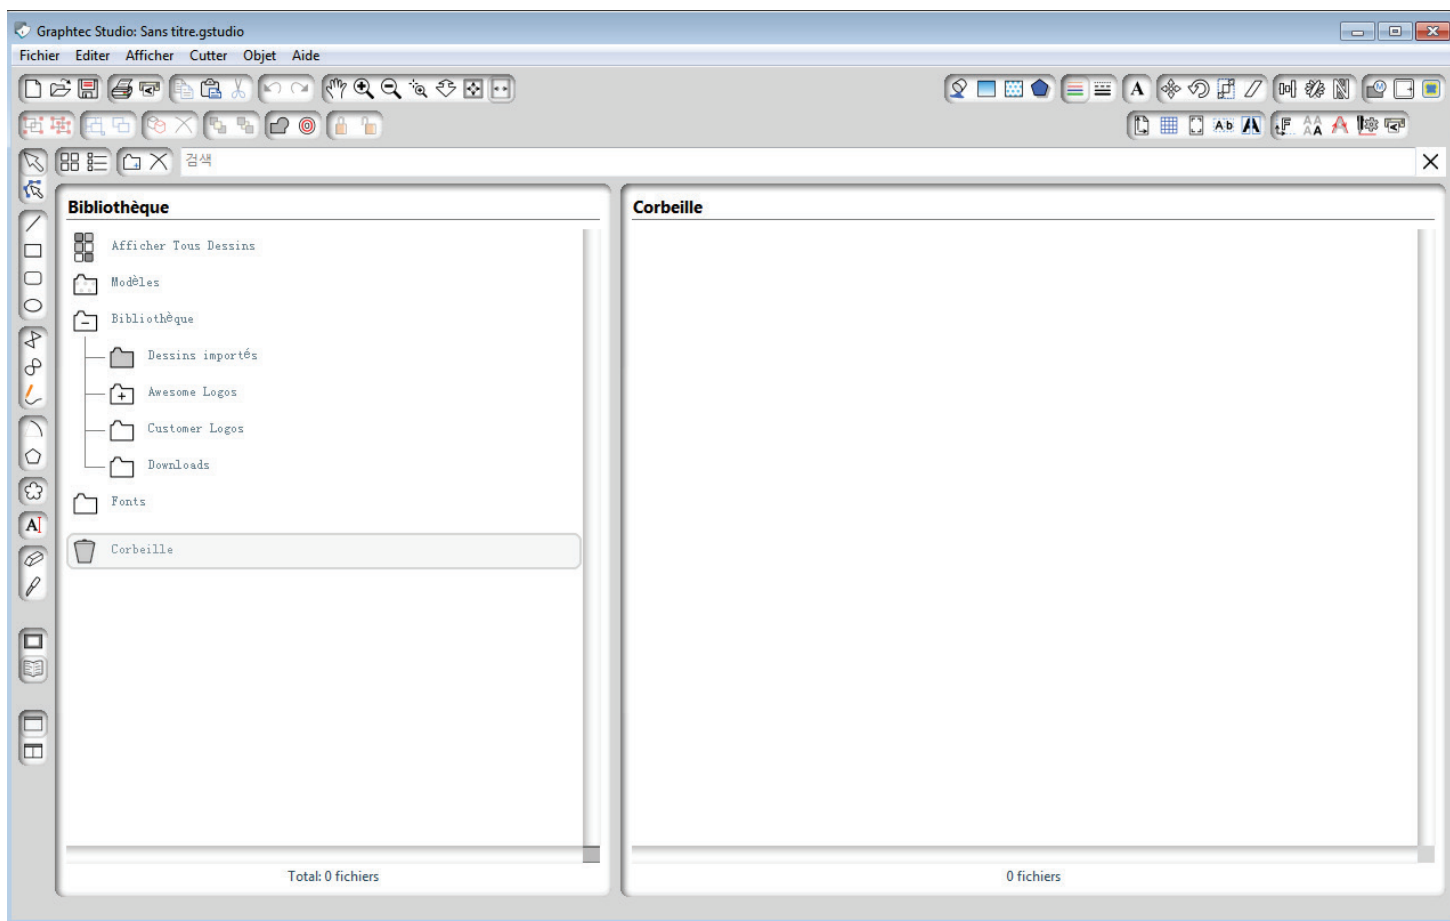 Graphtec Studio: Sans titre.gstudio
Fichier Editer Afficher Cutter Objet Aide
검색
Bibliothèque
Afficher Tous Dessins
Modèles
Bibliothèque
Dessins importés
Awesome Logos
Customer Logos
Downloads
Fonts
Corbeille
Total: 0 fichiers
Corbeille
0 fichiers